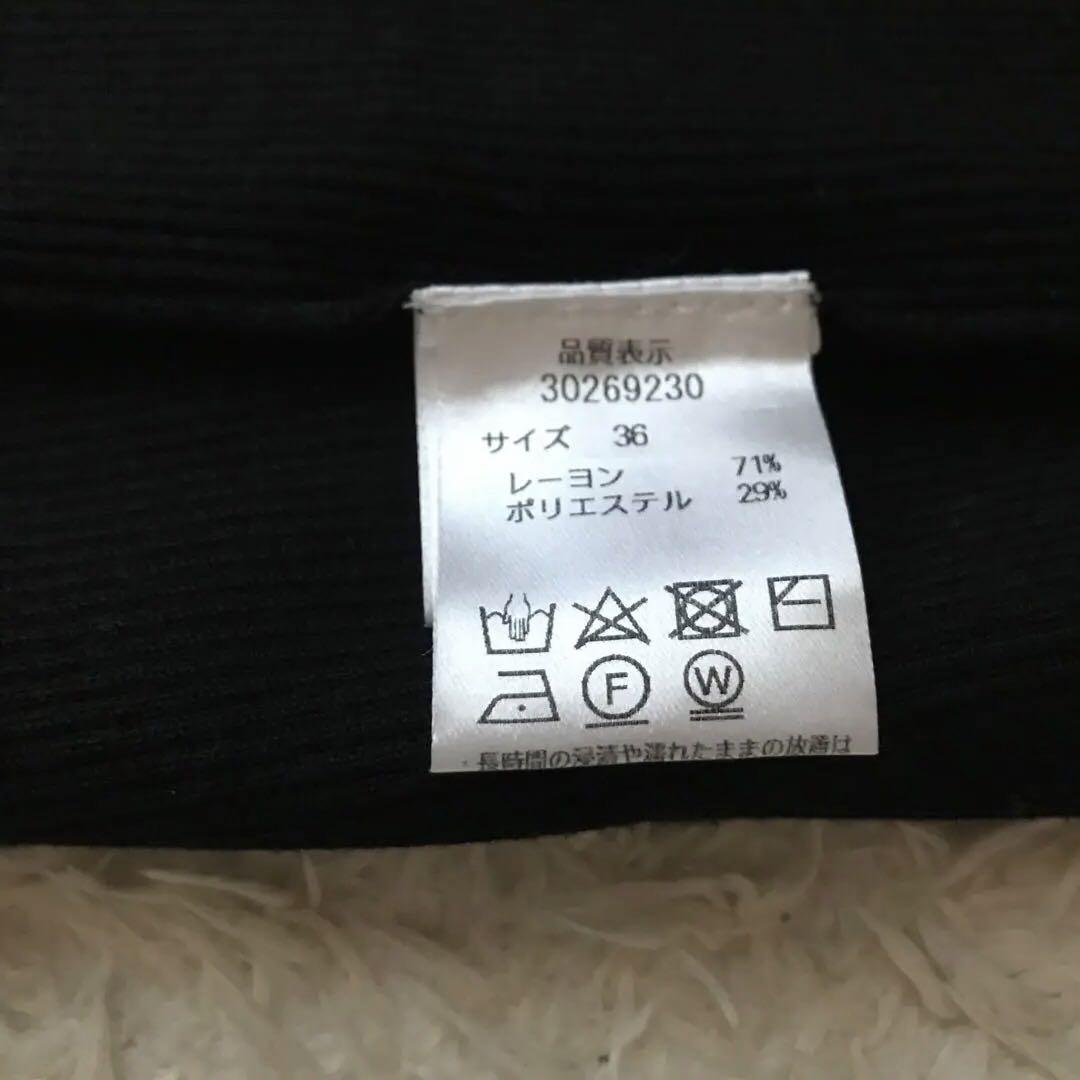 品質表示
30269230
サイズ 36
レーヨン 71%
ポリエステル 29%
F W
・長時間の浸漬や濡れたままの放置は